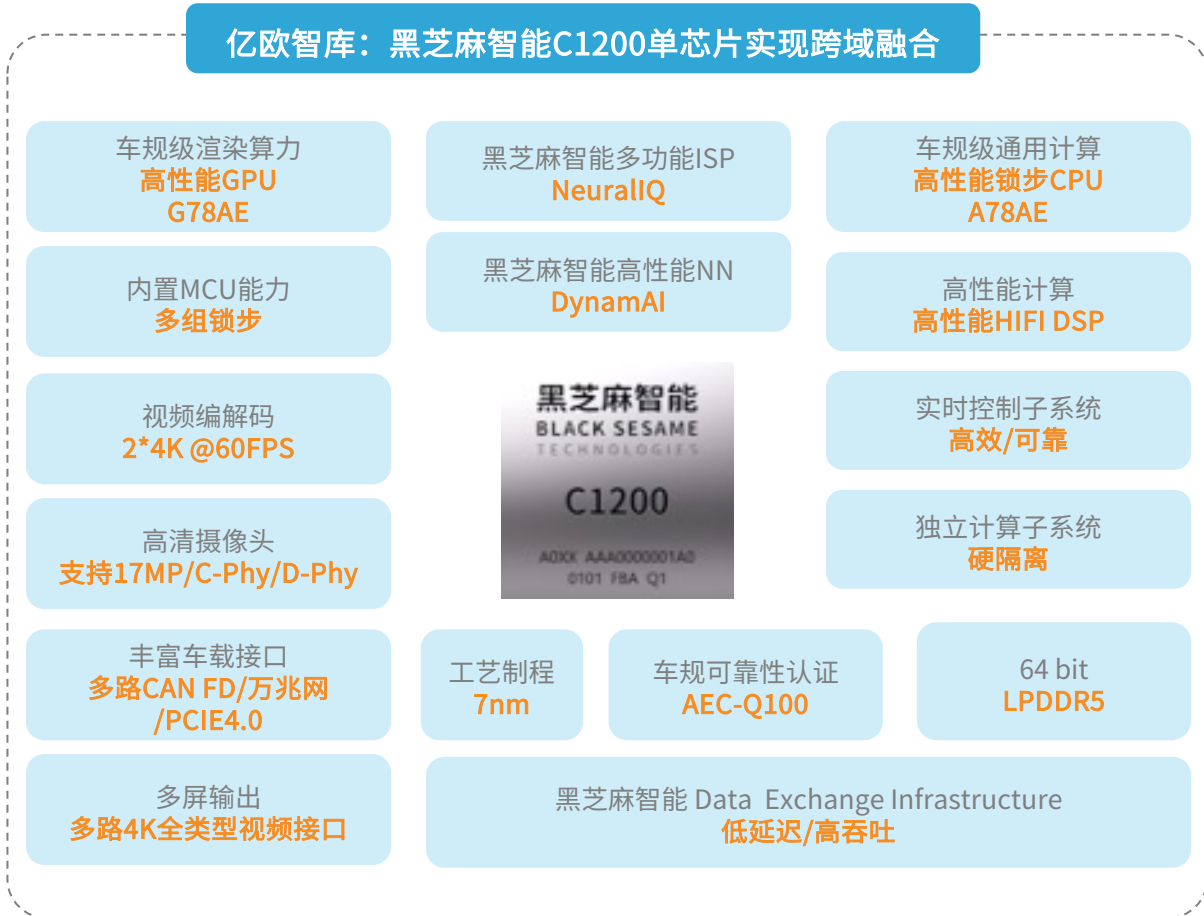 亿欧智库：黑芝麻智能C1200单芯片实现跨域融合
车规级渲染算力
高性能GPU
G78AE
黑芝麻智能多功能ISP
NeuralIQ
车规级通用计算
高性能锁步CPU
A78AE
内置MCU能力
多组锁步
黑芝麻智能高性能NN
DynamAI
高性能计算
高性能HIFI DSP
视频编解码
2*4K @60FPS
黑芝麻智能
BLACK SESAME
TECHNOLOGIES
C1200
A0XX AAA0000001A0
0101 FBA Q1
实时控制子系统
高效/可靠
高清摄像头
支持17MP/C-Phy/D-Phy
独立计算子系统
硬隔离
丰富车载接口
多路CAN FD/万兆网
/PCIE4.0
工艺制程
7nm
车规可靠性认证
AEC-Q100
64 bit
LPDDR5
多屏输出
多路4K全类型视频接口
黑芝麻智能 Data  Exchange Infrastructure
低延迟/高吞吐